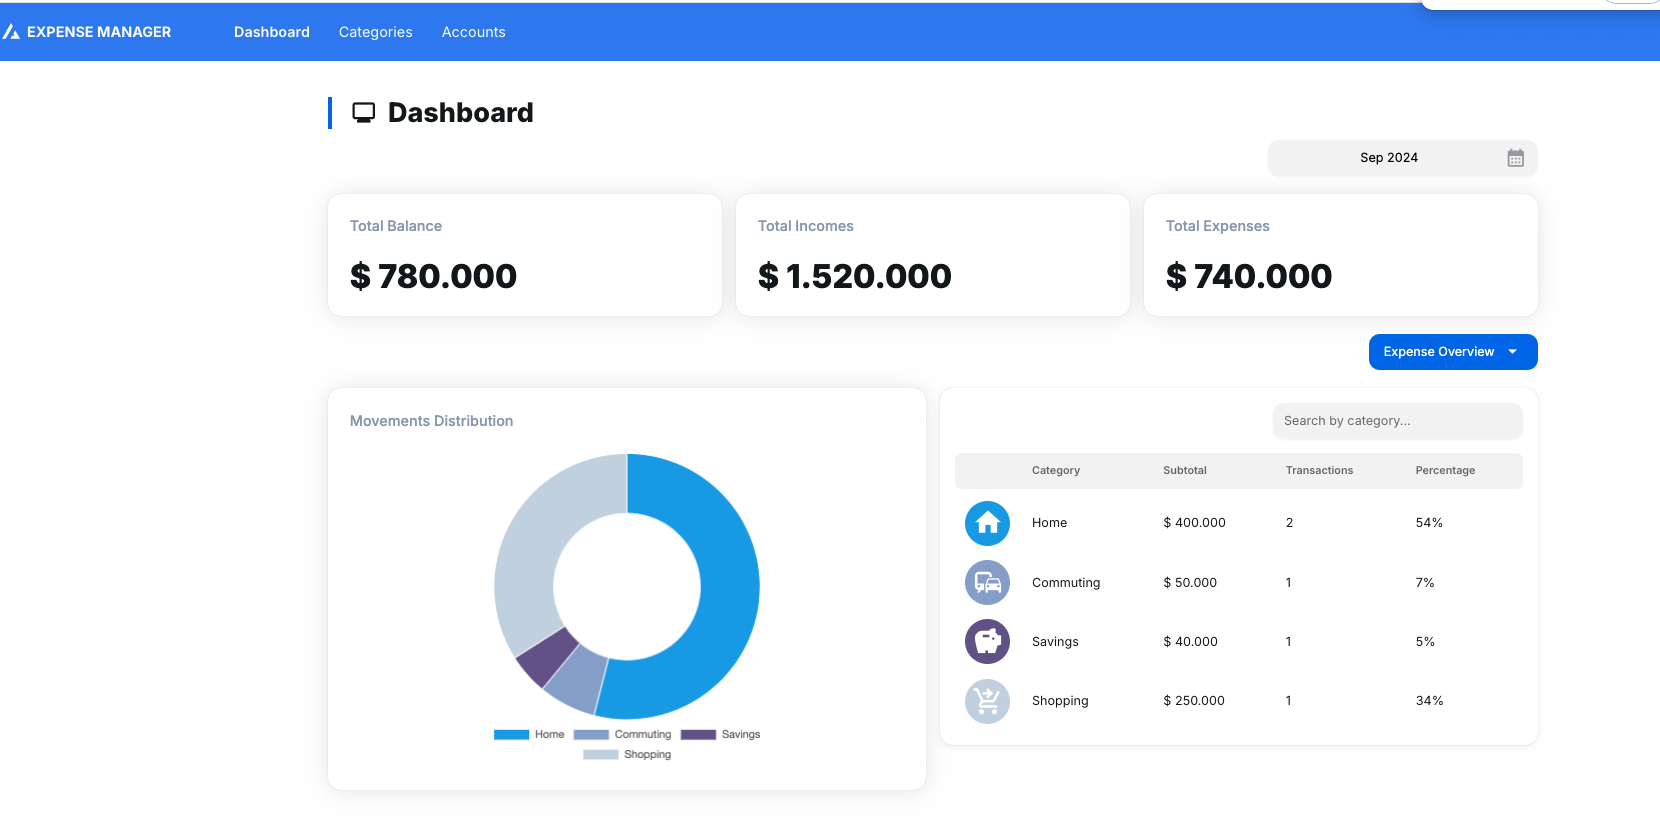 EXPENSE MANAGER Dashboard Categories Accounts
Dashboard
Sep 2024
Total Balance Total Incomes Total Expenses
$ 780.000 $ 1.520.000 $ 740.000
Expense Overview
Movements Distribution
Home Commuting Savings
Shopping
Search by category...
Category Subtotal Transactions Percentage
Home $ 400.000 2 54%
Commuting $ 50.000 1 7%
Savings $ 40.000 1 5%
Shopping $ 250.000 1 34%